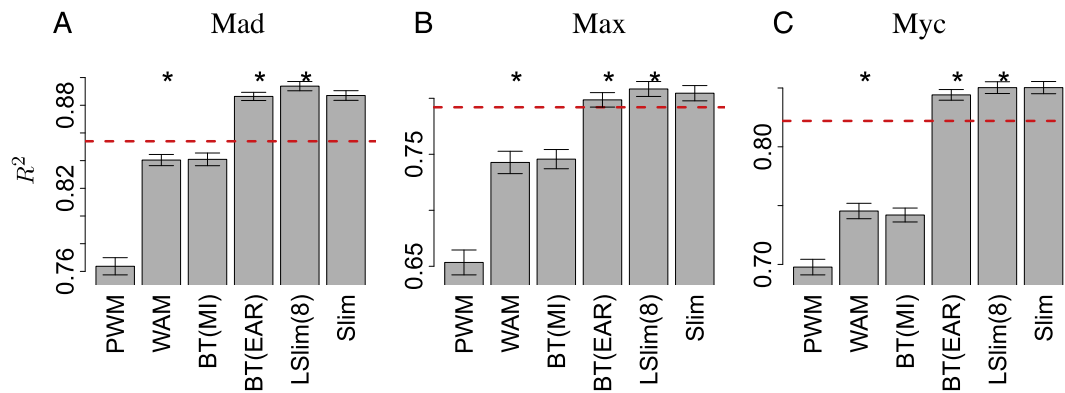 A Mad
* * *
R²
0.88
0.82
0.76
PWM
WAM
BT(MI)
BT(EAR)
LSlim(8)
Slim
B Max
* * *
0.75
0.65
PWM
WAM
BT(MI)
BT(EAR)
LSlim(8)
Slim
C Myc
* * *
0.80
0.70
PWM
WAM
BT(MI)
BT(EAR)
LSlim(8)
Slim